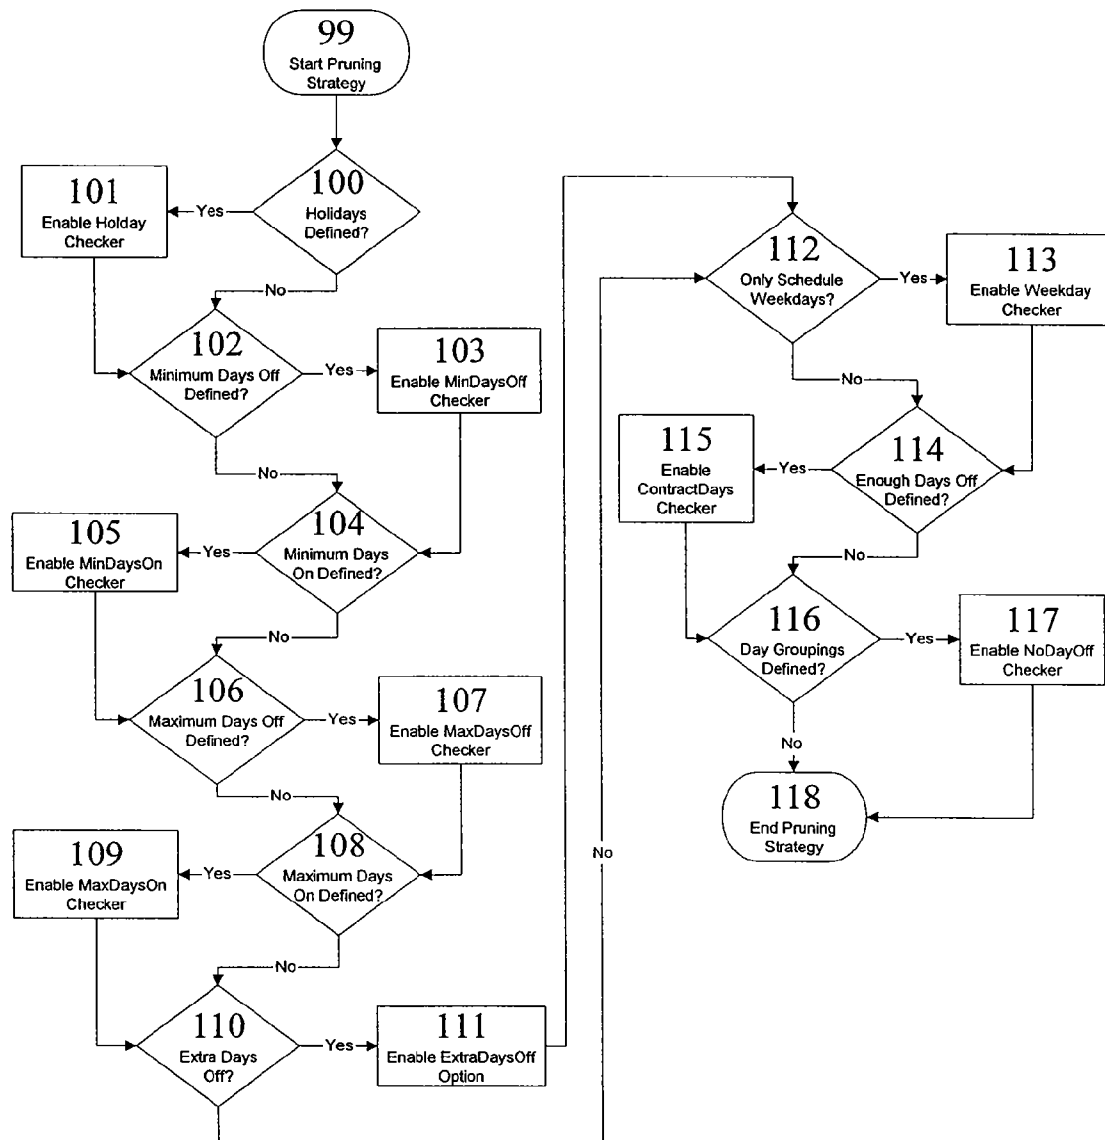 99
Start Pruning
Strategy
100
Holidays
Defined?
Yes
101
Enable Holday
Checker
No
102
Minimum Days Off
Defined?
Yes
103
Enable MinDaysOff
Checker
No
104
Minimum Days
On Defined?
Yes
105
Enable MinDaysOn
Checker
No
106
Maximum Days Off
Defined?
Yes
107
Enable MaxDaysOff
Checker
No
108
Maximum Days
On Defined?
Yes
109
Enable MaxDaysOn
Checker
No
110
Extra Days
Off?
Yes
111
Enable ExtraDaysOff
Option
No
112
Only Schedule
Weekdays?
Yes
113
Enable Weekday
Checker
No
114
Enough Days Off
Defined?
Yes
115
Enable
ContractDays
Checker
No
116
Day Groupings
Defined?
Yes
117
Enable NoDayOff
Checker
No
118
End Pruning
Strategy